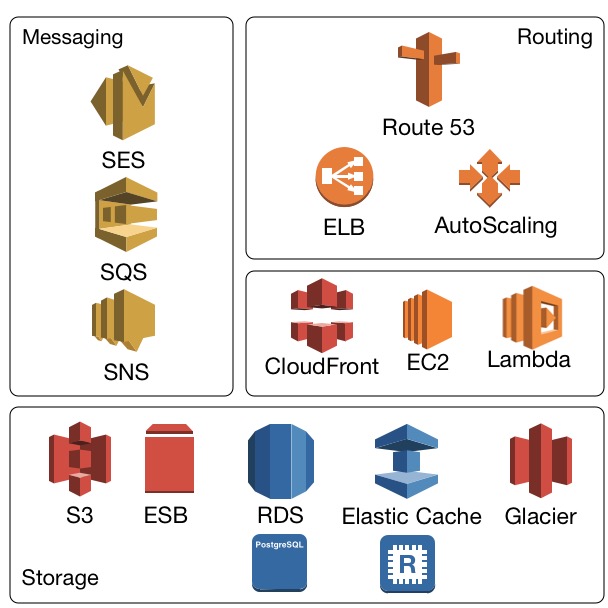 Messaging
SES
SQS
SNS
Routing
Route 53
ELB
AutoScaling
CloudFront
EC2
Lambda
S3
ESB
RDS
Elastic Cache
Glacier
PostgreSQL
R
Storage